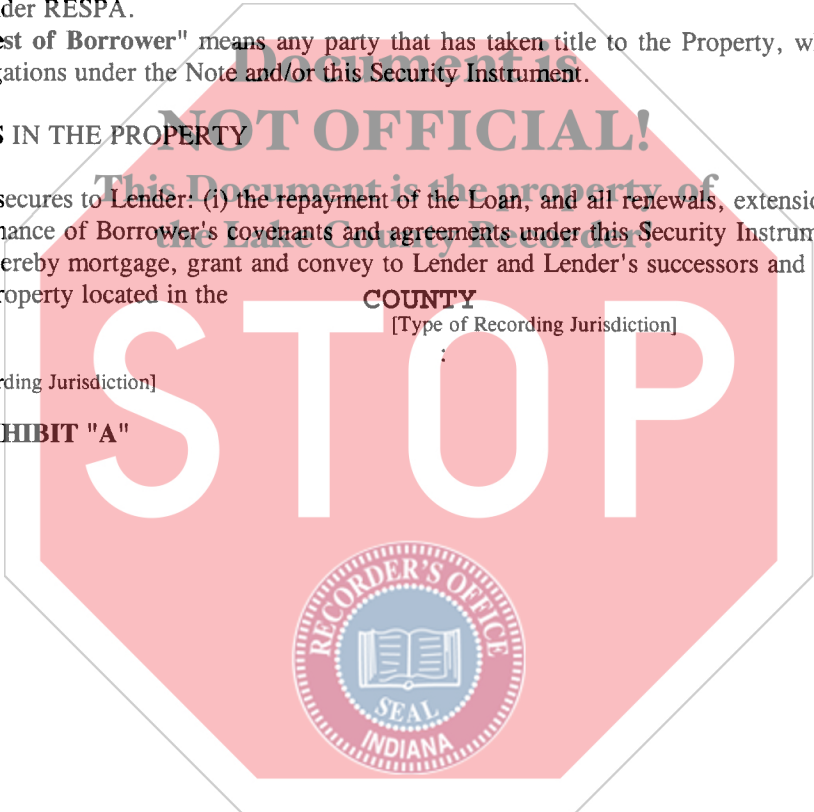 der RESPA.
est of Borrower" means any party that has taken title to the Property, w
Document is
gations under the Note and/or this Security Instrument.
NOT OFFICIAL!
S IN THE PROPERTY
This Document is the property of
secures to Lender: (i) the repayment of the Loan, and all renewals, extensio
the Lake County Recorder!
nance of Borrower's covenants and agreements under this Security Instrum
ereby mortgage, grant and convey to Lender and Lender's successors and
roperty located in the COUNTY
[Type of Recording Jurisdiction]
:
rding Jurisdiction]
HIBIT "A"
STOP
RECORDER'S OFFICE
SEAL
INDIANA